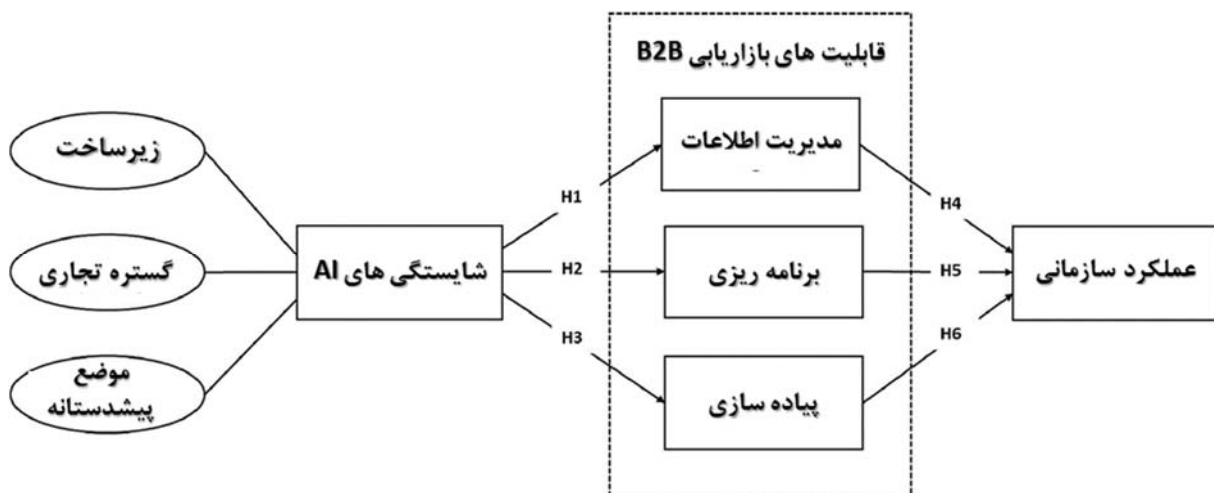 قابلیت های بازاریابی B2B
زیرساخت
گستره تجاری
موضع
پیشدستانه
شایستگی های AI
H1
H2
H3
مدیریت اطلاعات
برنامه ریزی
پیاده سازی
H4
H5
H6
عملکرد سازمانی